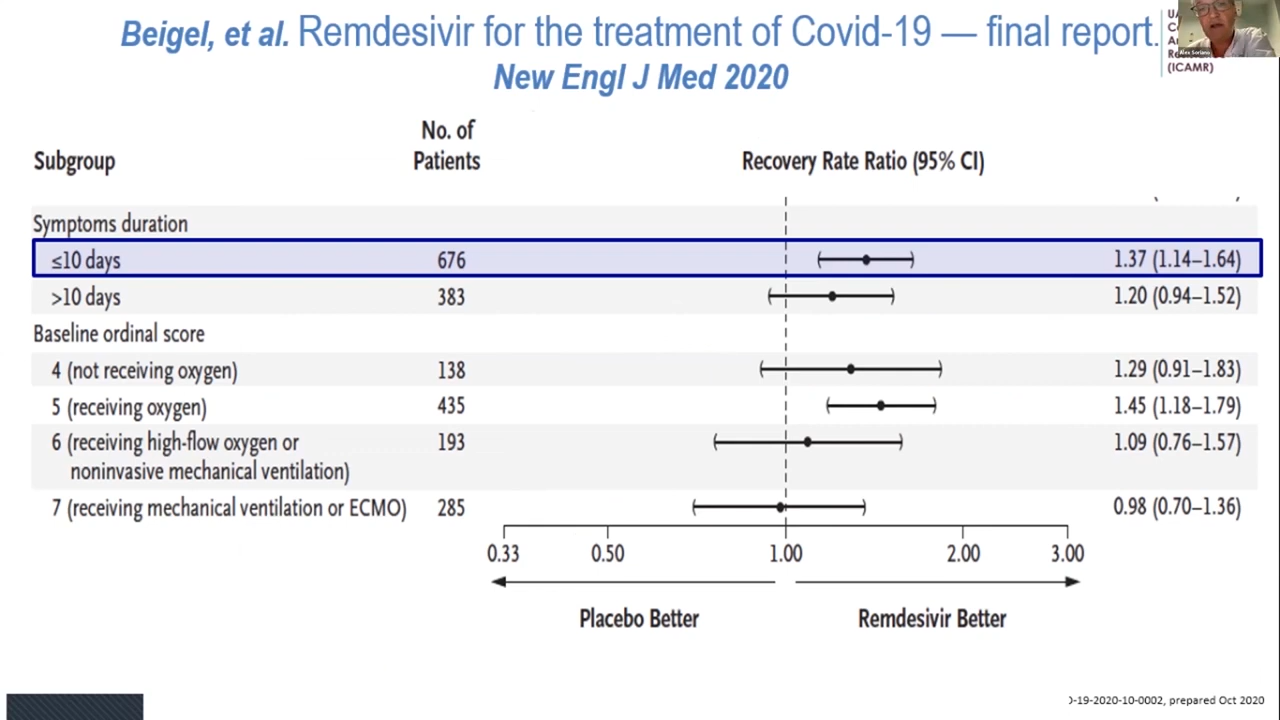 Beigel, et al. Remdesivir for the treatment of Covid-19 — final report.
New Engl J Med 2020
(ICAMR)
Alex Soriano
Subgroup
No. of
Patients
Recovery Rate Ratio (95% CI)
Symptoms duration
≤10 days 676 1.37 (1.14–1.64)
>10 days 383 1.20 (0.94–1.52)
Baseline ordinal score
4 (not receiving oxygen) 138 1.29 (0.91–1.83)
5 (receiving oxygen) 435 1.45 (1.18–1.79)
6 (receiving high-flow oxygen or 193 1.09 (0.76–1.57)
noninvasive mechanical ventilation)
7 (receiving mechanical ventilation or ECMO) 285 0.98 (0.70–1.36)
0.33 0.50 1.00 2.00 3.00
Placebo Better Remdesivir Better
-19-2020-10-0002, prepared Oct 2020